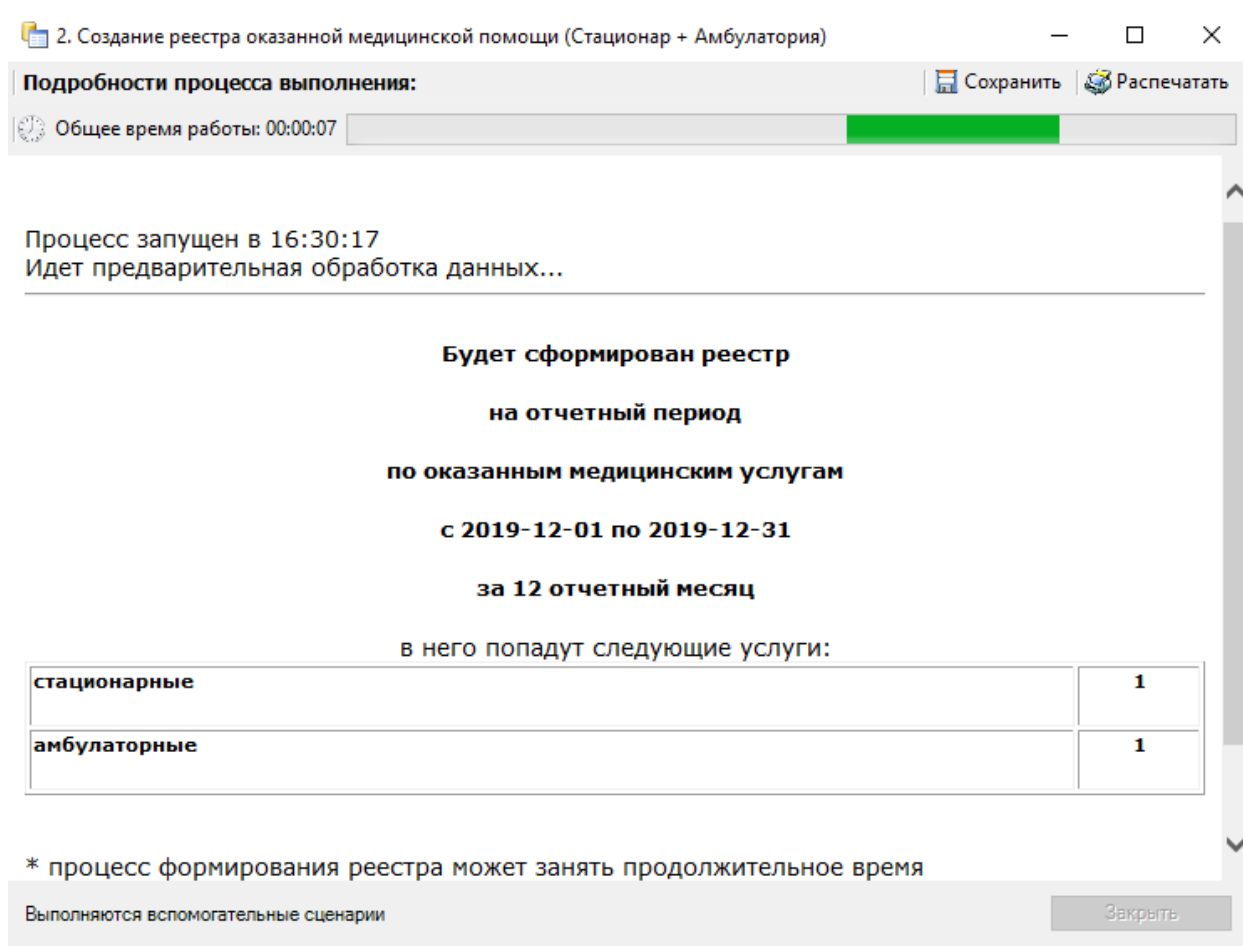 2. Создание реестра оказанной медицинской помощи (Стационар + Амбулатория)
Подробности процесса выполнения: Сохранить Распечатать
Общее время работы: 00:00:07
Процесс запущен в 16:30:17
Идет предварительная обработка данных...
Будет сформирован реестр
на отчетный период
по оказанным медицинским услугам
с 2019-12-01 по 2019-12-31
за 12 отчетный месяц
в него попадут следующие услуги:
стационарные 1
амбулаторные 1
* процесс формирования реестра может занять продолжительное время
Выполняются вспомогательные сценарии Закрыть